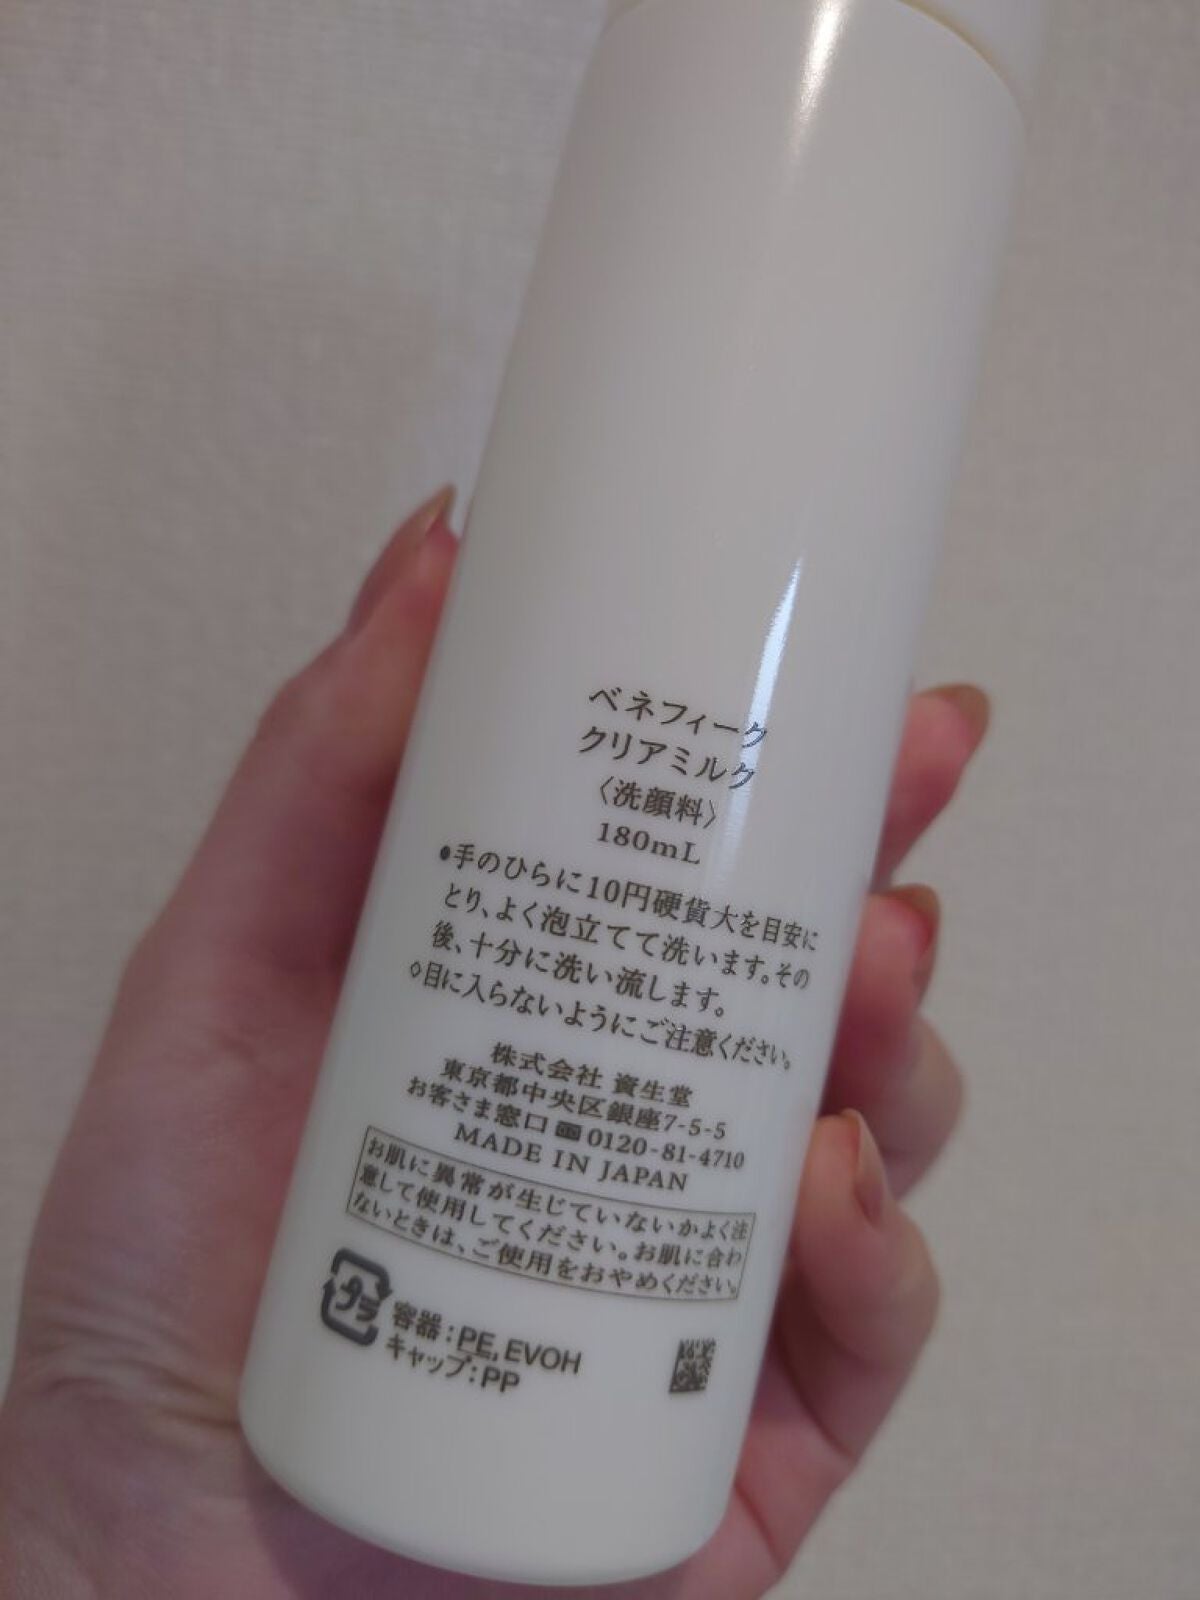 ベネフィーク
クリアミルク
〈洗顔料〉
180mL
●手のひらに10円硬貨大を目安に
とり、よく泡立てて洗います。その
後、十分に洗い流します。
◇目に入らないようにご注意ください。
株式会社 資生堂
東京都中央区銀座7-5-5
お客さま窓口 0120-81-4710
MADE IN JAPAN
お肌に異常が生じていないかよく注
意して使用してください。お肌に合わ
ないときは、ご使用をおやめください。
プラ
容器:PE,EVOH
キャップ:PP